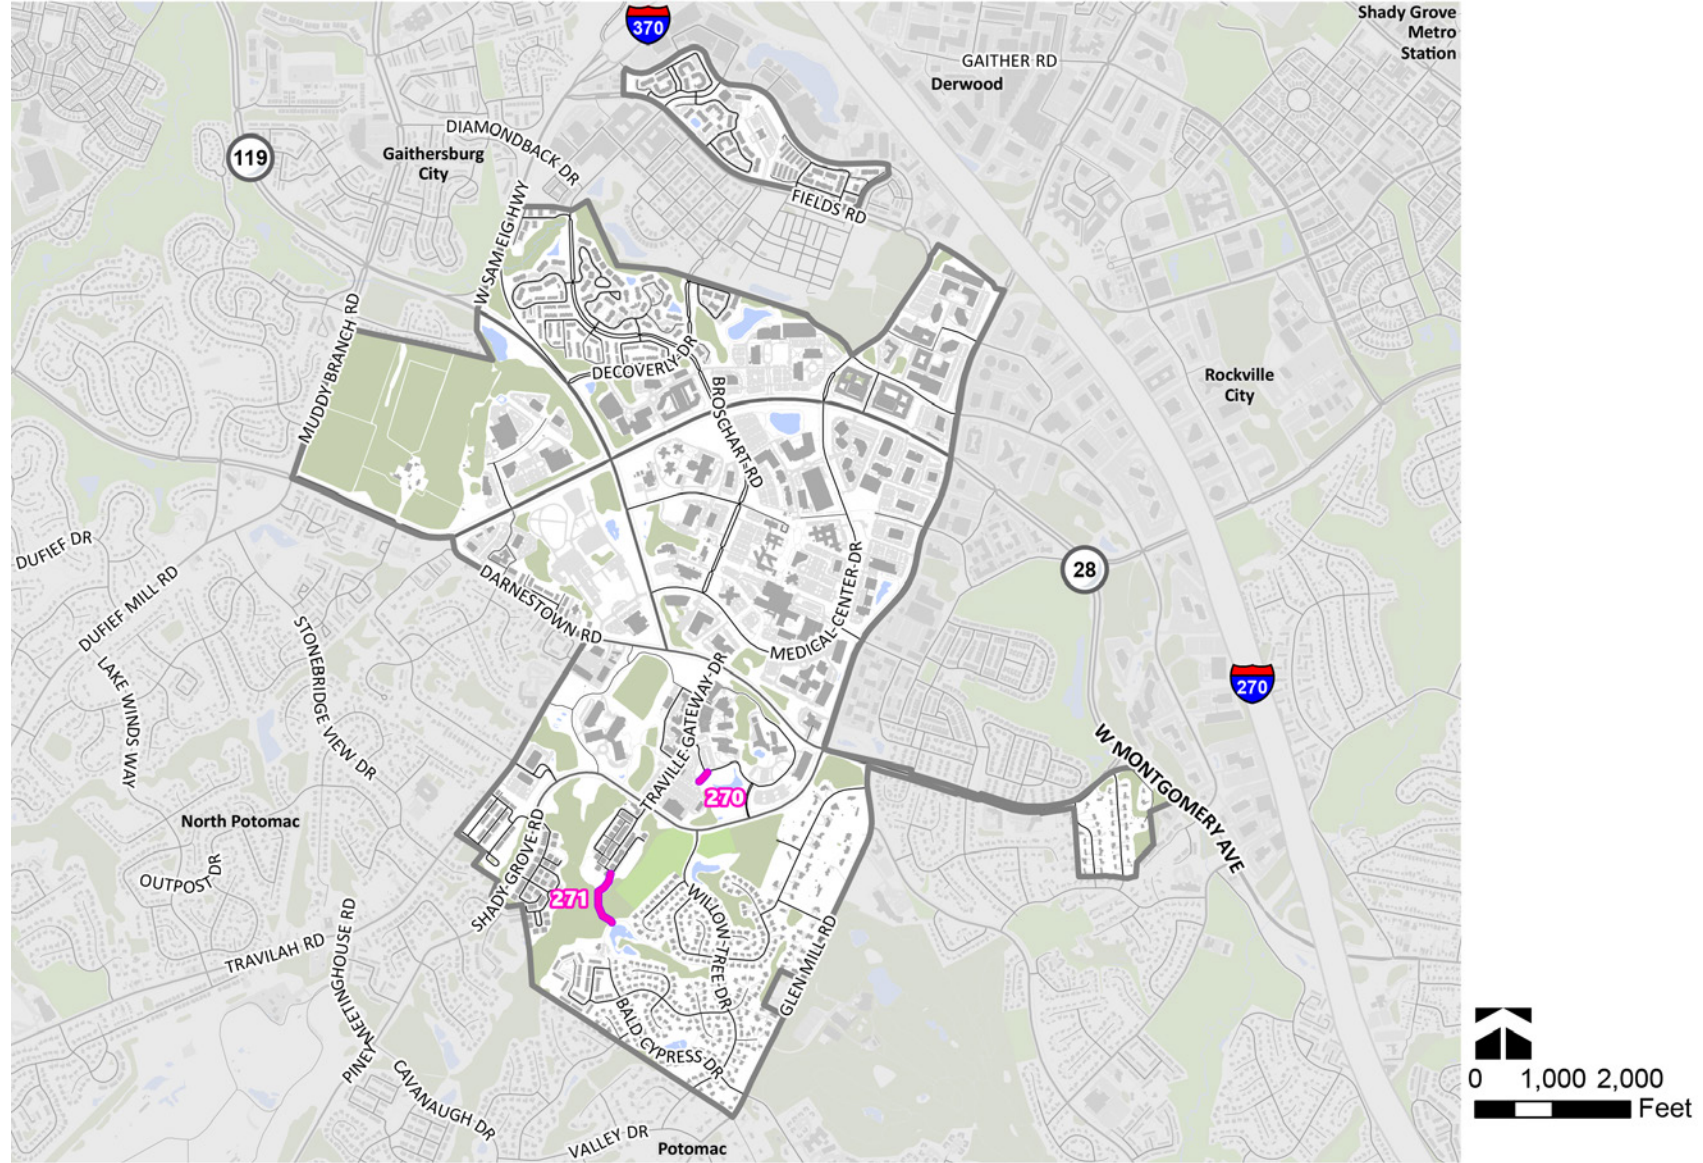 370
Shady Grove
Metro
Station
GAITHER RD
Derwood
DIAMONDBACK DR
119
Gaithersburg
City
W SAM EIG HWY
FIELDS RD
MUDDY BRANCH RD
DECOVERLY DR
BROSCHART RD
Rockville
City
DUFIEF DR
28
DUFIEF MILL RD
DARNESTOWN RD
MEDICAL CENTER DR
STONEBRIDGE VIEW DR
LAKE WINDS WAY
TRAVILLE GATEWAY DR
270
W MONTGOMERY AVE
270
North Potomac
SHADY GROVE RD
OUTPOST DR
271
WILLOW TREE DR
GLEN MILL RD
TRAVILAH RD
PINEY MEETINGHOUSE RD
BALD CYPRESS DR
CAVANAUGH DR
VALLEY DR
Potomac
0 1,000 2,000
Feet